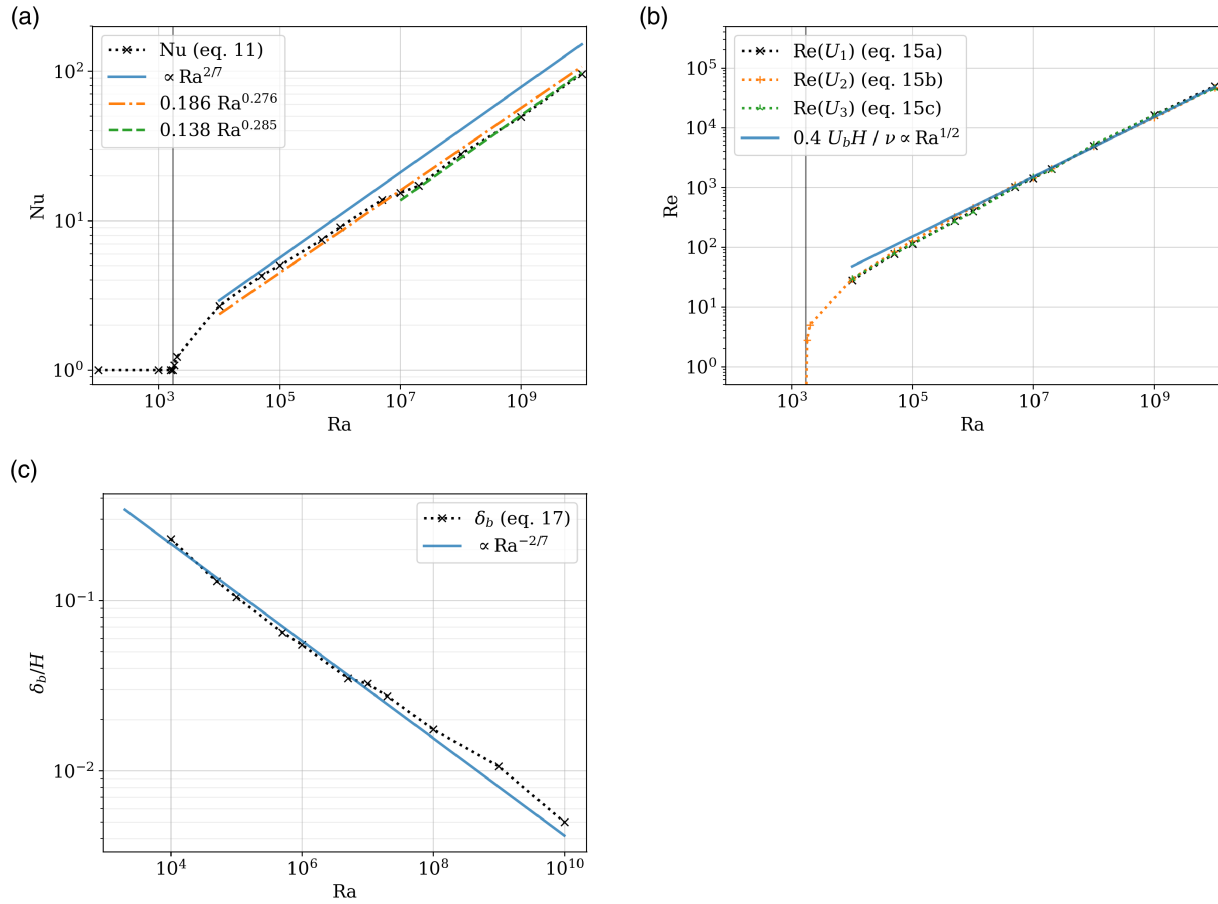 (a)
Nu (eq. 11)
∝ Ra^{2/7}
0.186 Ra^{0.276}
0.138 Ra^{0.285}
10^2
10^1
10^0
Nu
10^3
10^5
10^7
10^9
Ra
(b)
Re(U_1) (eq. 15a)
Re(U_2) (eq. 15b)
Re(U_3) (eq. 15c)
0.4 U_bH / ν ∝ Ra^{1/2}
10^5
10^4
10^3
10^2
10^1
10^0
Re
10^3
10^5
10^7
10^9
Ra
(c)
δ_b (eq. 17)
∝ Ra^{−2/7}
10^{−1}
10^{−2}
δ_b/H
10^4
10^6
10^8
10^{10}
Ra